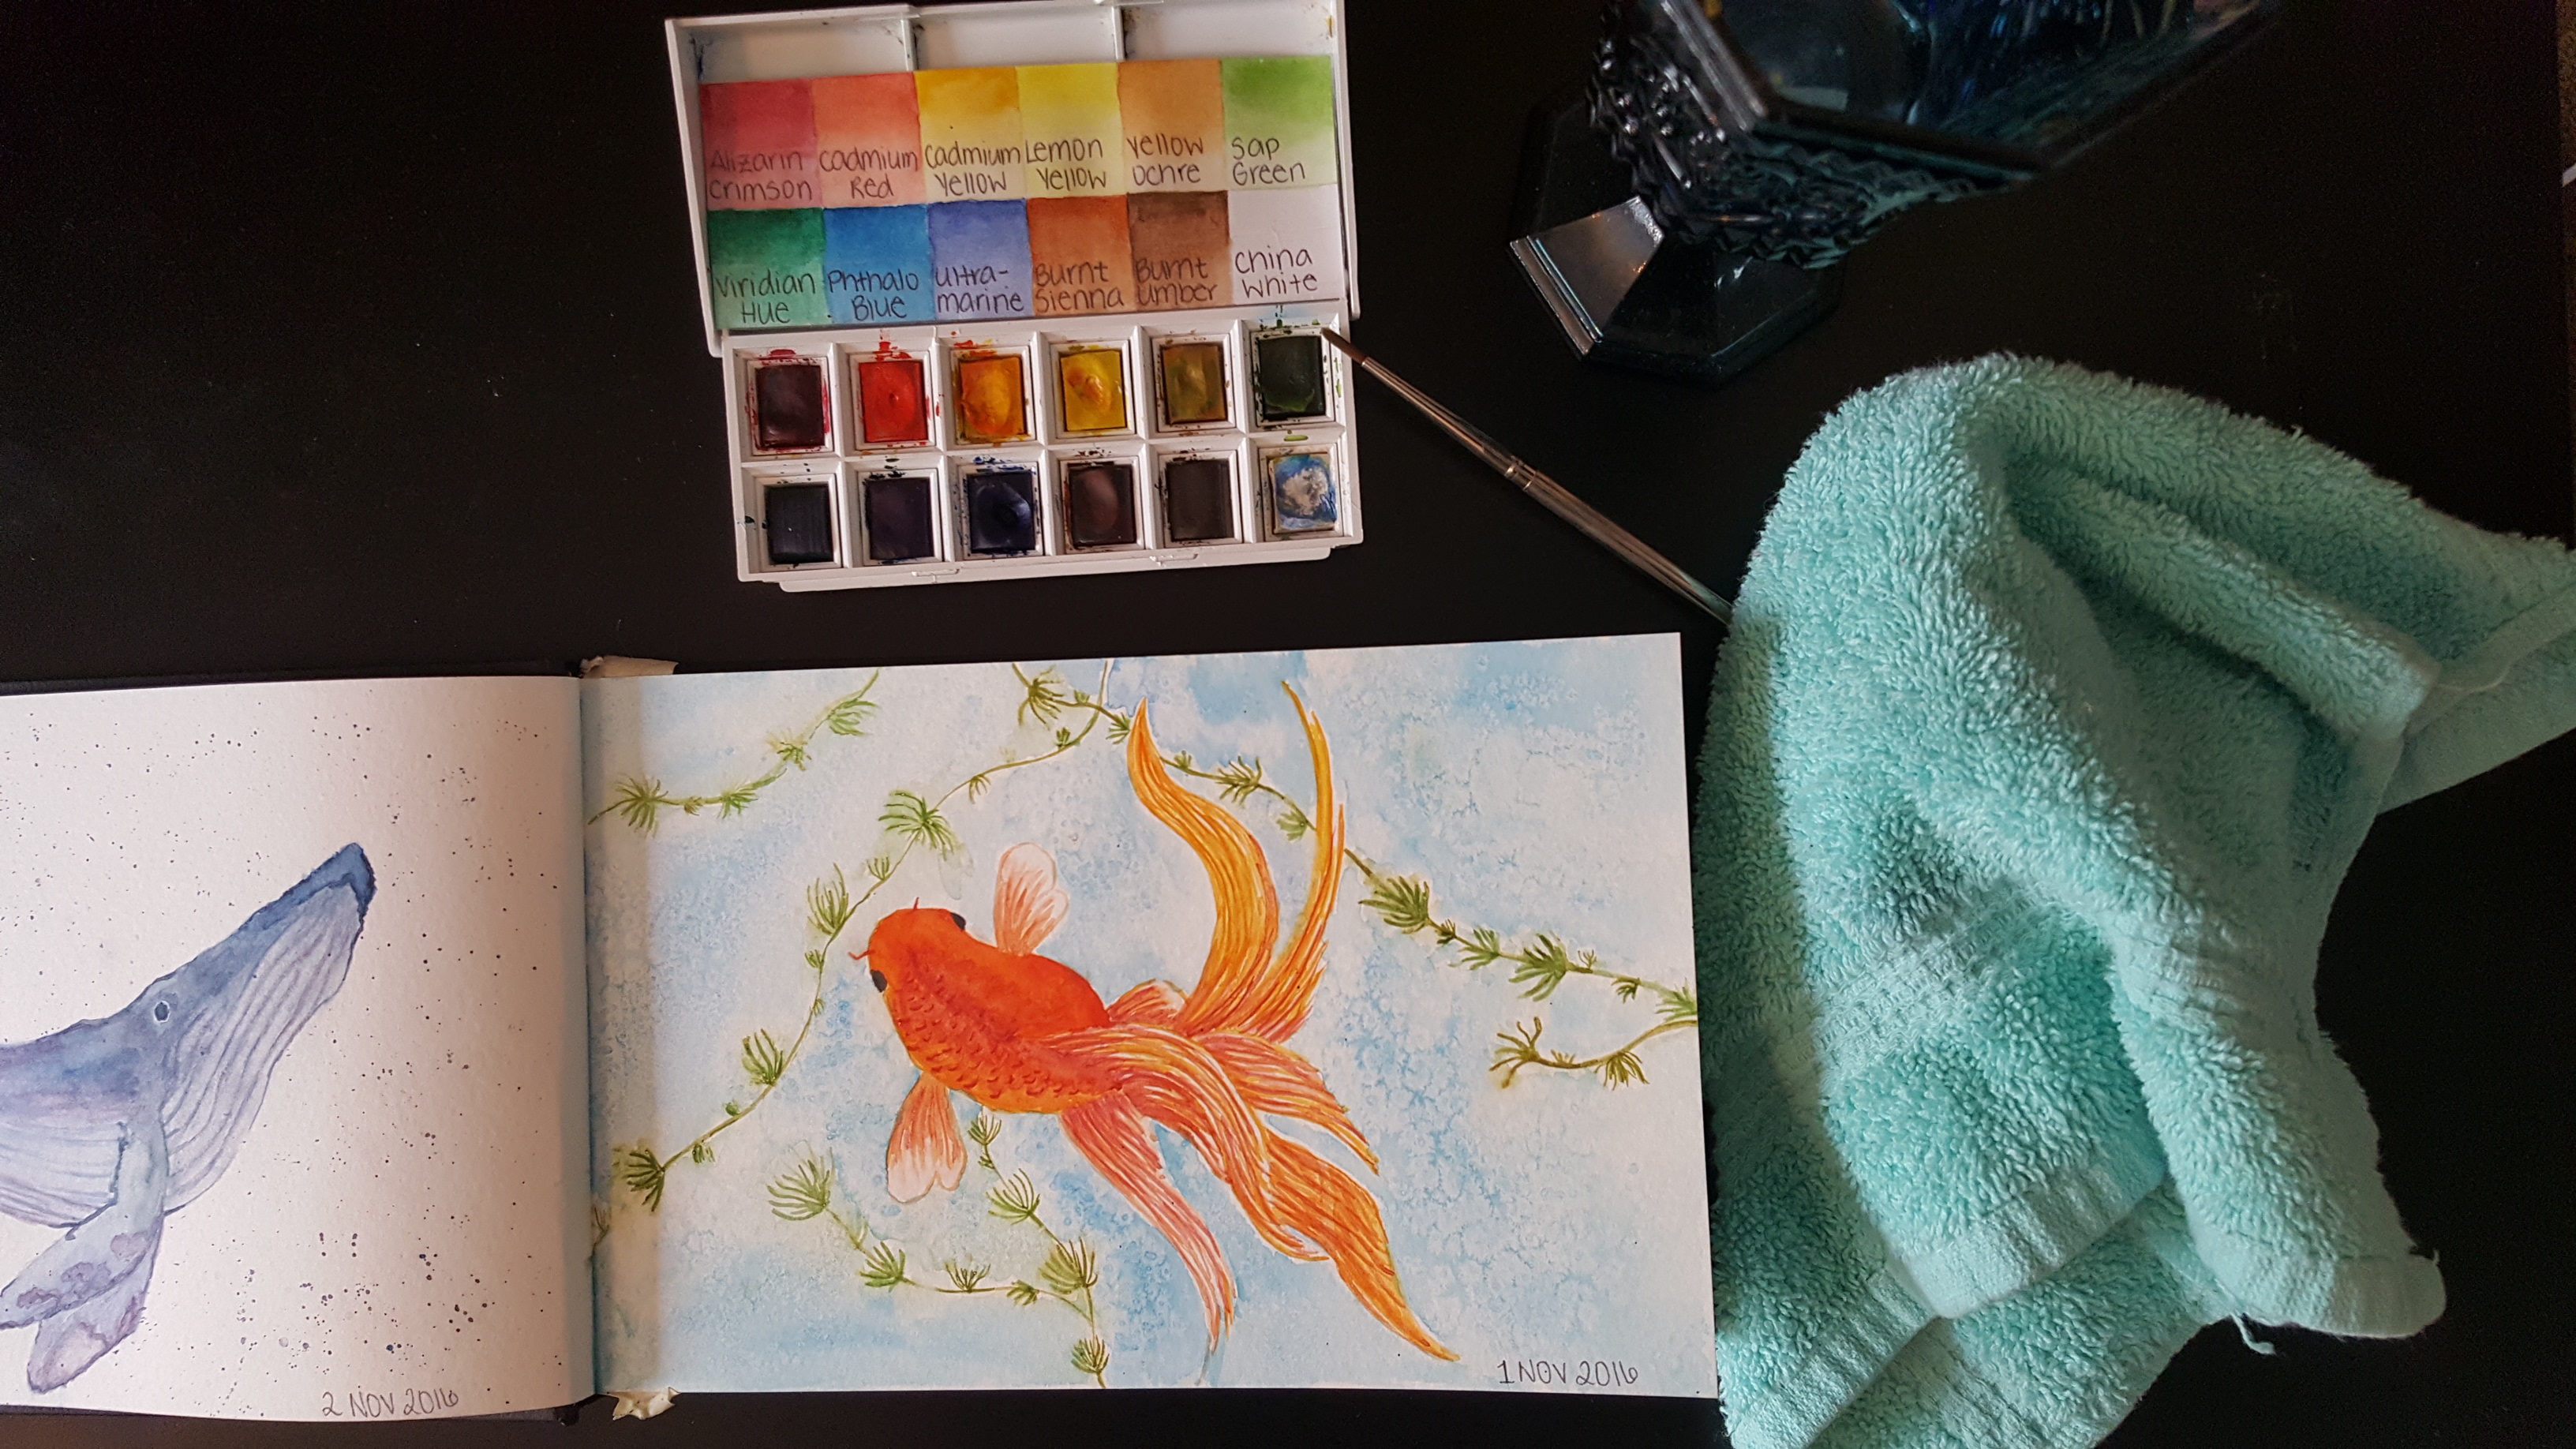 2 NOV 2016
1 NOV 2016
Alizarin
Crimson
Cadmium
Red
Cadmium
Yellow
Lemon
Yellow
Yellow
Ochre
Sap
Green
Viridian
Hue
Phthalo
Blue
Ultra-
marine
Burnt
Sienna
Burnt
Umber
China
White